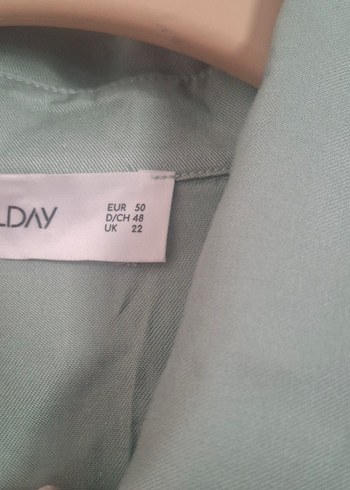 LDAY
EUR 50
D/CH 48
UK 22